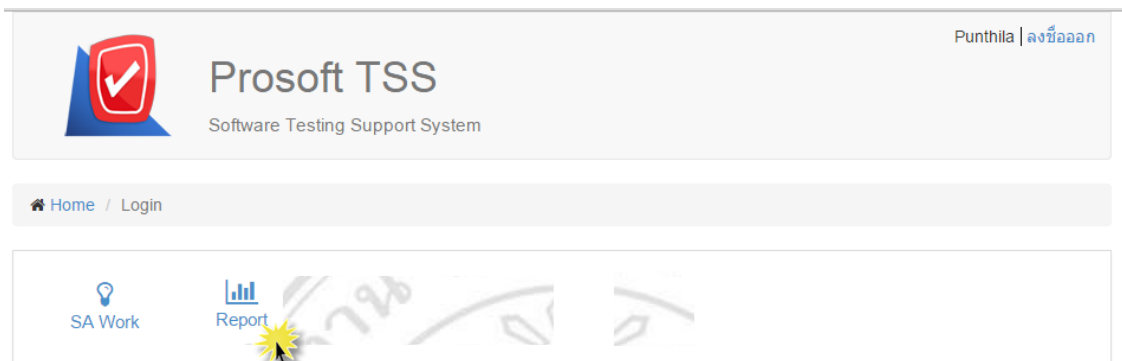 Punthila | ลงชื่อออก
Prosoft TSS
Software Testing Support System
Home / Login
SA Work
Report